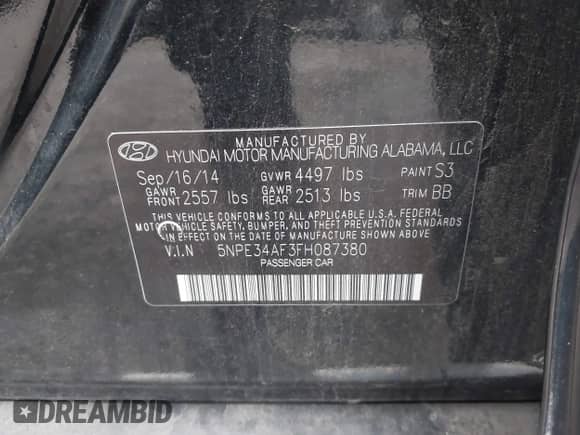 MANUFACTURED BY
HYUNDAI MOTOR MANUFACTURING ALABAMA, LLC
Sep/16/14 GVWR 4497 lbs PAINT S3
GAWR FRONT 2557 lbs GAWR REAR 2513 lbs TRIM BB
THIS VEHICLE CONFORMS TO ALL APPLICABLE U.S.A. FEDERAL
MOTOR VEHICLE SAFETY, BUMPER, AND THEFT PREVENTION STANDARDS
IN EFFECT ON THE DATE OF MANUFACTURE SHOWN ABOVE
V.I.N 5NPE34AF3FH087380
PASSENGER CAR
#DREAMBID